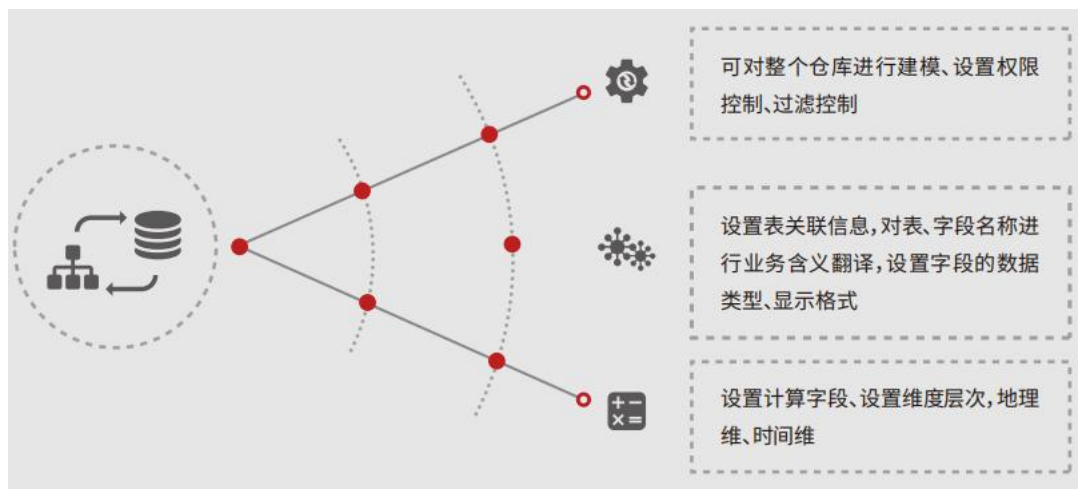 可对整个仓库进行建模、设置权限
控制、过滤控制
设置表关联信息，对表、字段名称进
行业务含义翻译，设置字段的数据
类型、显示格式
设置计算字段、设置维度层次，地理
维、时间维